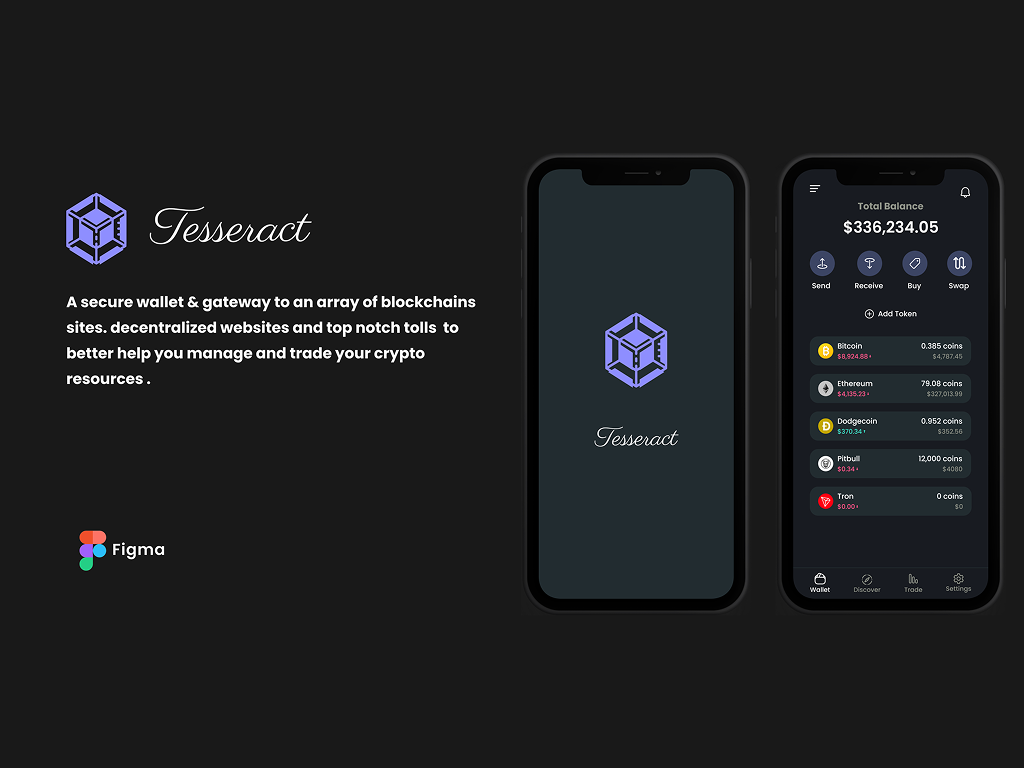 Tesseract
A secure wallet & gateway to an array of blockchains
sites. decentralized websites and top notch tolls to
better help you manage and trade your crypto
resources .
Figma
Tesseract
Total Balance
$336,234.05
Send Receive Buy Swap
Add Token
Bitcoin 0.385 coins
$8,924.88 $4,787.45
Ethereum 79.08 coins
$4,135.23 $327,013.99
Dodgecoin 0.952 coins
$370.34 $352.56
Pitbull 12,000 coins
$0.34 $4080
Tron 0 coins
$0.00 $0
Wallet Discover Trade Settings